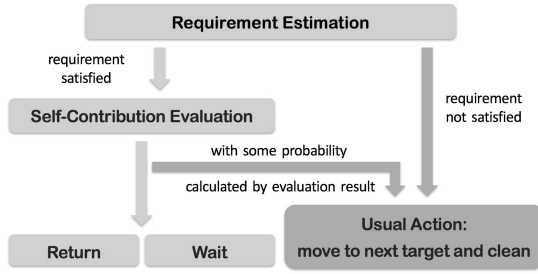 Requirement Estimation
requirement
satisfied
requirement
not satisfied
Self-Contribution Evaluation
with some probability
calculated by evaluation result
Usual Action:
move to next target and clean
Return
Wait